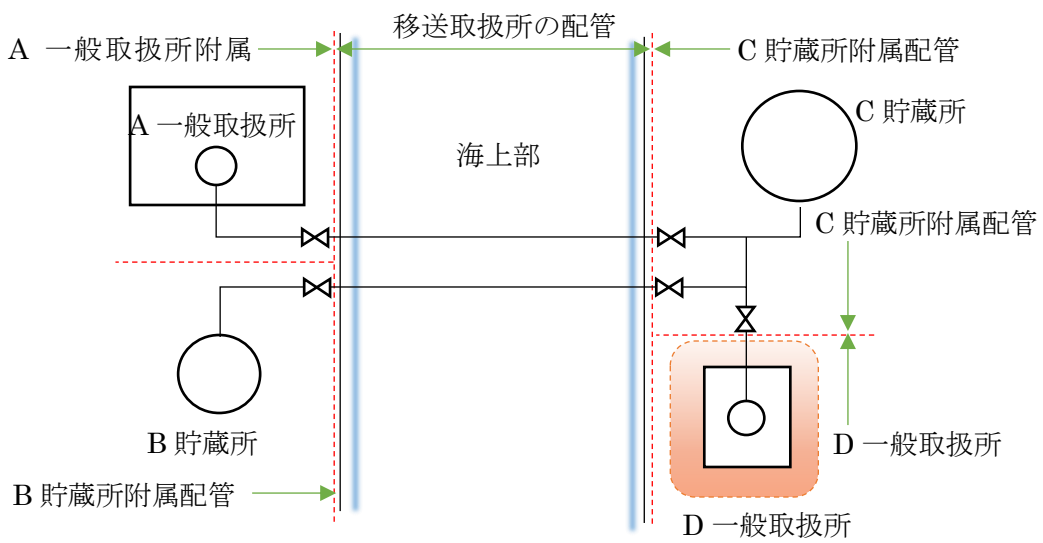 移送取扱所の配管
A 一般取扱所附属
C 貯蔵所附属配管
A 一般取扱所
C 貯蔵所
海上部
C 貯蔵所附属配管
B 貯蔵所
D 一般取扱所
B 貯蔵所附属配管
D 一般取扱所